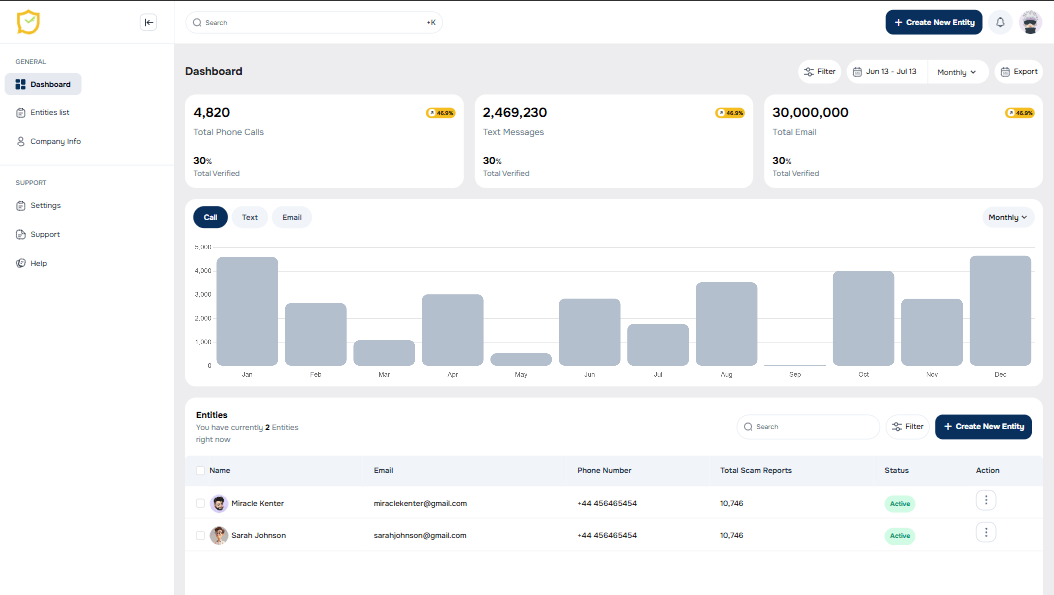 Search
+K
+ Create New Entity
GENERAL
Dashboard
Entities list
Company Info
SUPPORT
Settings
Support
Help
Dashboard
Filter
Jun 13 - Jul 13
Monthly
Export
4,820
46.9%
Total Phone Calls
30%
Total Verified
2,469,230
46.9%
Text Messages
30%
Total Verified
30,000,000
46.9%
Total Email
30%
Total Verified
Call
Text
Email
Monthly
5,000
4,000
3,000
2,000
1,000
0
Jan
Feb
Mar
Apr
May
Jun
Jul
Aug
Sep
Oct
Nov
Dec
Entities
You have currently 2 Entities
right now
Search
Filter
+ Create New Entity
Name Email Phone Number Total Scam Reports Status Action
Miracle Kenter miraclekenter@gmail.com +44 456465454 10,746 Active
Sarah Johnson sarahjohnson@gmail.com +44 456465454 10,746 Active